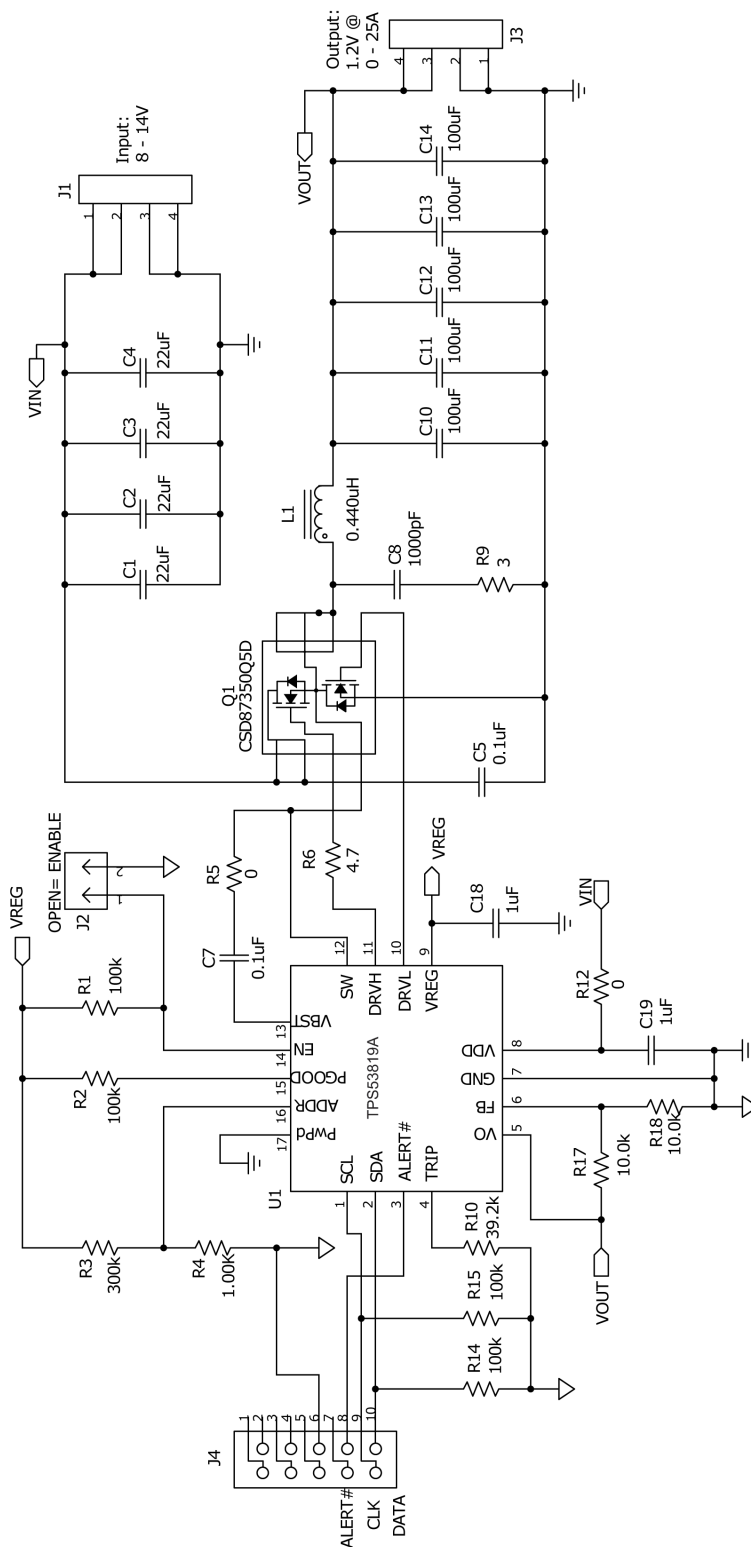 J1
Input:
8 - 14V
1
2
3
4
VIN
C1
22uF
C2
22uF
C3
22uF
C4
22uF
Output:
1.2V @
0 - 25A
J3
4
3
2
1
VOUT
C10
100uF
C11
100uF
C12
100uF
C13
100uF
C14
100uF
L1
0.440uH
C8
1000pF
R9
3
Q1
CSD87350Q5D
C5
0.1uF
VREG
OPEN= ENABLE
J2
1
2
R1
100k
R2
100k
R3
300k
R4
1.00K
R5
0
C7
0.1uF
R6
4.7
VREG
C18
1uF
VIN
R12
0
C19
1uF
U1
TPS53819A
PwPd
17
ADDR
16
PGOOD
15
EN
14
VBST
13
SW
12
DRVH
11
DRVL
10
VREG
9
VDD
8
GND
7
FB
6
VO
5
SCL
1
SDA
2
ALERT#
3
TRIP
4
R17
10.0k
R18
10.0k
VOUT
R10
39.2k
R15
100k
R14
100k
J4
1
2
3
4
5
6
7
8
9
10
ALERT#
CLK
DATA